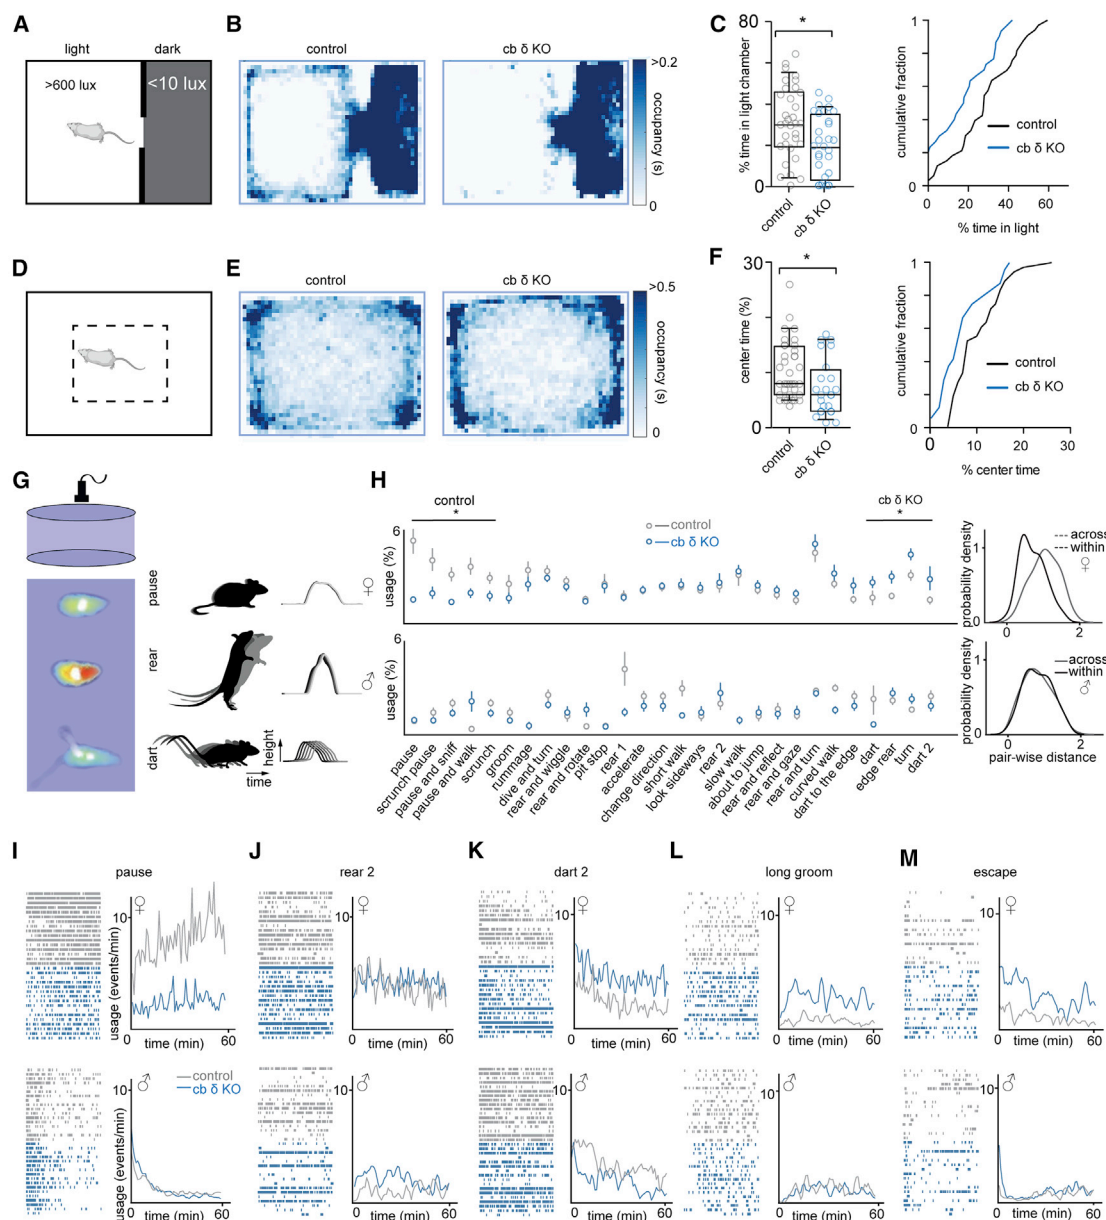 A
light
dark
>600 lux
<10 lux
B
control
cb δ KO
>0.2
occupancy (s)
0
C
*
80
% time in light chamber
0
control
cb δ KO
1
cumulative fraction
control
cb δ KO
1
0
20
40
60
% time in light
D
E
control
cb δ KO
>0.5
occupancy (s)
0
F
*
30
center time (%)
0
control
cb δ KO
1
cumulative fraction
control
cb δ KO
0
0
10
20
30
% center time
G
pause
rear
dart
♀
♂
height
time
H
control
*
cb δ KO
*
control
cb δ KO
6
usage (%)
6
usage (%)
pause
scrunch pause
pause and sniff
pause and walk
scrunch
groom
rummage
dive and turn
rear and wiggle
rear and rotate
pit stop
rear 1
accelerate
change direction
short walk
look sideways
rear 2
slow walk
about to jump
rear and reflect
rear and gaze
rear and turn
curved walk
dart to the edge
dart
edge rear
turn
dart 2
probability density
1
0
0
2
across
within
♀
probability density
1
0
0
2
across
within
♂
pair-wise distance
I
pause
♀
10
usage (events/min)
0
60
time (min)
♂
10
control
cb δ KO
usage (events/min)
0
60
time (min)
J
rear 2
♀
10
0
60
time (min)
♂
10
0
60
time (min)
K
dart 2
♀
10
0
60
time (min)
♂
10
0
60
time (min)
L
long groom
♀
10
0
60
time (min)
♂
10
0
60
time (min)
M
escape
♀
10
0
60
time (min)
♂
10
0
60
time (min)